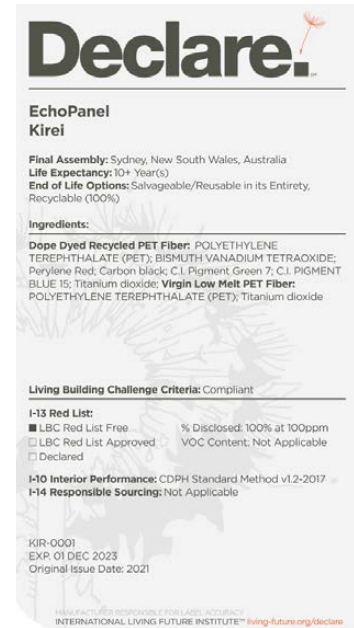 Declare.
EchoPanel
Kirei
Final Assembly: Sydney, New South Wales, Australia
Life Expectancy: 10+ Year(s)
End of Life Options: Salvageable/Reusable in its Entirety,
Recyclable (100%)
Ingredients:
Dope Dyed Recycled PET Fiber: POLYETHYLENE
TEREPHTHALATE (PET); BISMUTH VANADIUM TETRAOXIDE;
Perylene Red; Carbon black; C.I. Pigment Green 7; C.I. PIGMENT
BLUE 15; Titanium dioxide; Virgin Low Melt PET Fiber:
POLYETHYLENE TEREPHTHALATE (PET); Titanium dioxide
Living Building Challenge Criteria: Compliant
I-13 Red List:
LBC Red List Free % Disclosed: 100% at 100ppm
LBC Red List Approved VOC Content: Not Applicable
Declared
I-10 Interior Performance: CDPH Standard Method v1.2-2017
I-14 Responsible Sourcing: Not Applicable
KIR-0001
EXP. 01 DEC 2023
Original Issue Date: 2021
MANUFACTURER RESPONSIBLE FOR LABEL ACCURACY
INTERNATIONAL LIVING FUTURE INSTITUTE™ living-future.org/declare